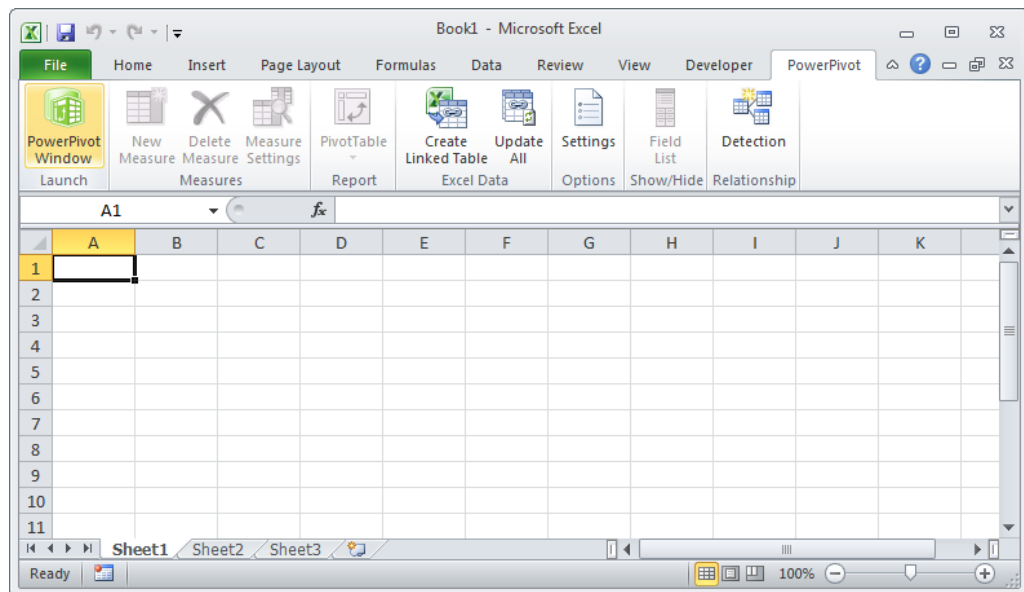 Book1 - Microsoft Excel
File Home Insert Page Layout Formulas Data Review View Developer PowerPivot ?
PowerPivot New Delete Measure PivotTable Create Update Settings Field Detection
Window Measure Measure Settings Linked Table All List
Launch Measures Report Excel Data Options Show/Hide Relationship
A1 fx
A B C D E F G H I J K
1
2
3
4
5
6
7
8
9
10
11
Sheet1 Sheet2 Sheet3
Ready 100%